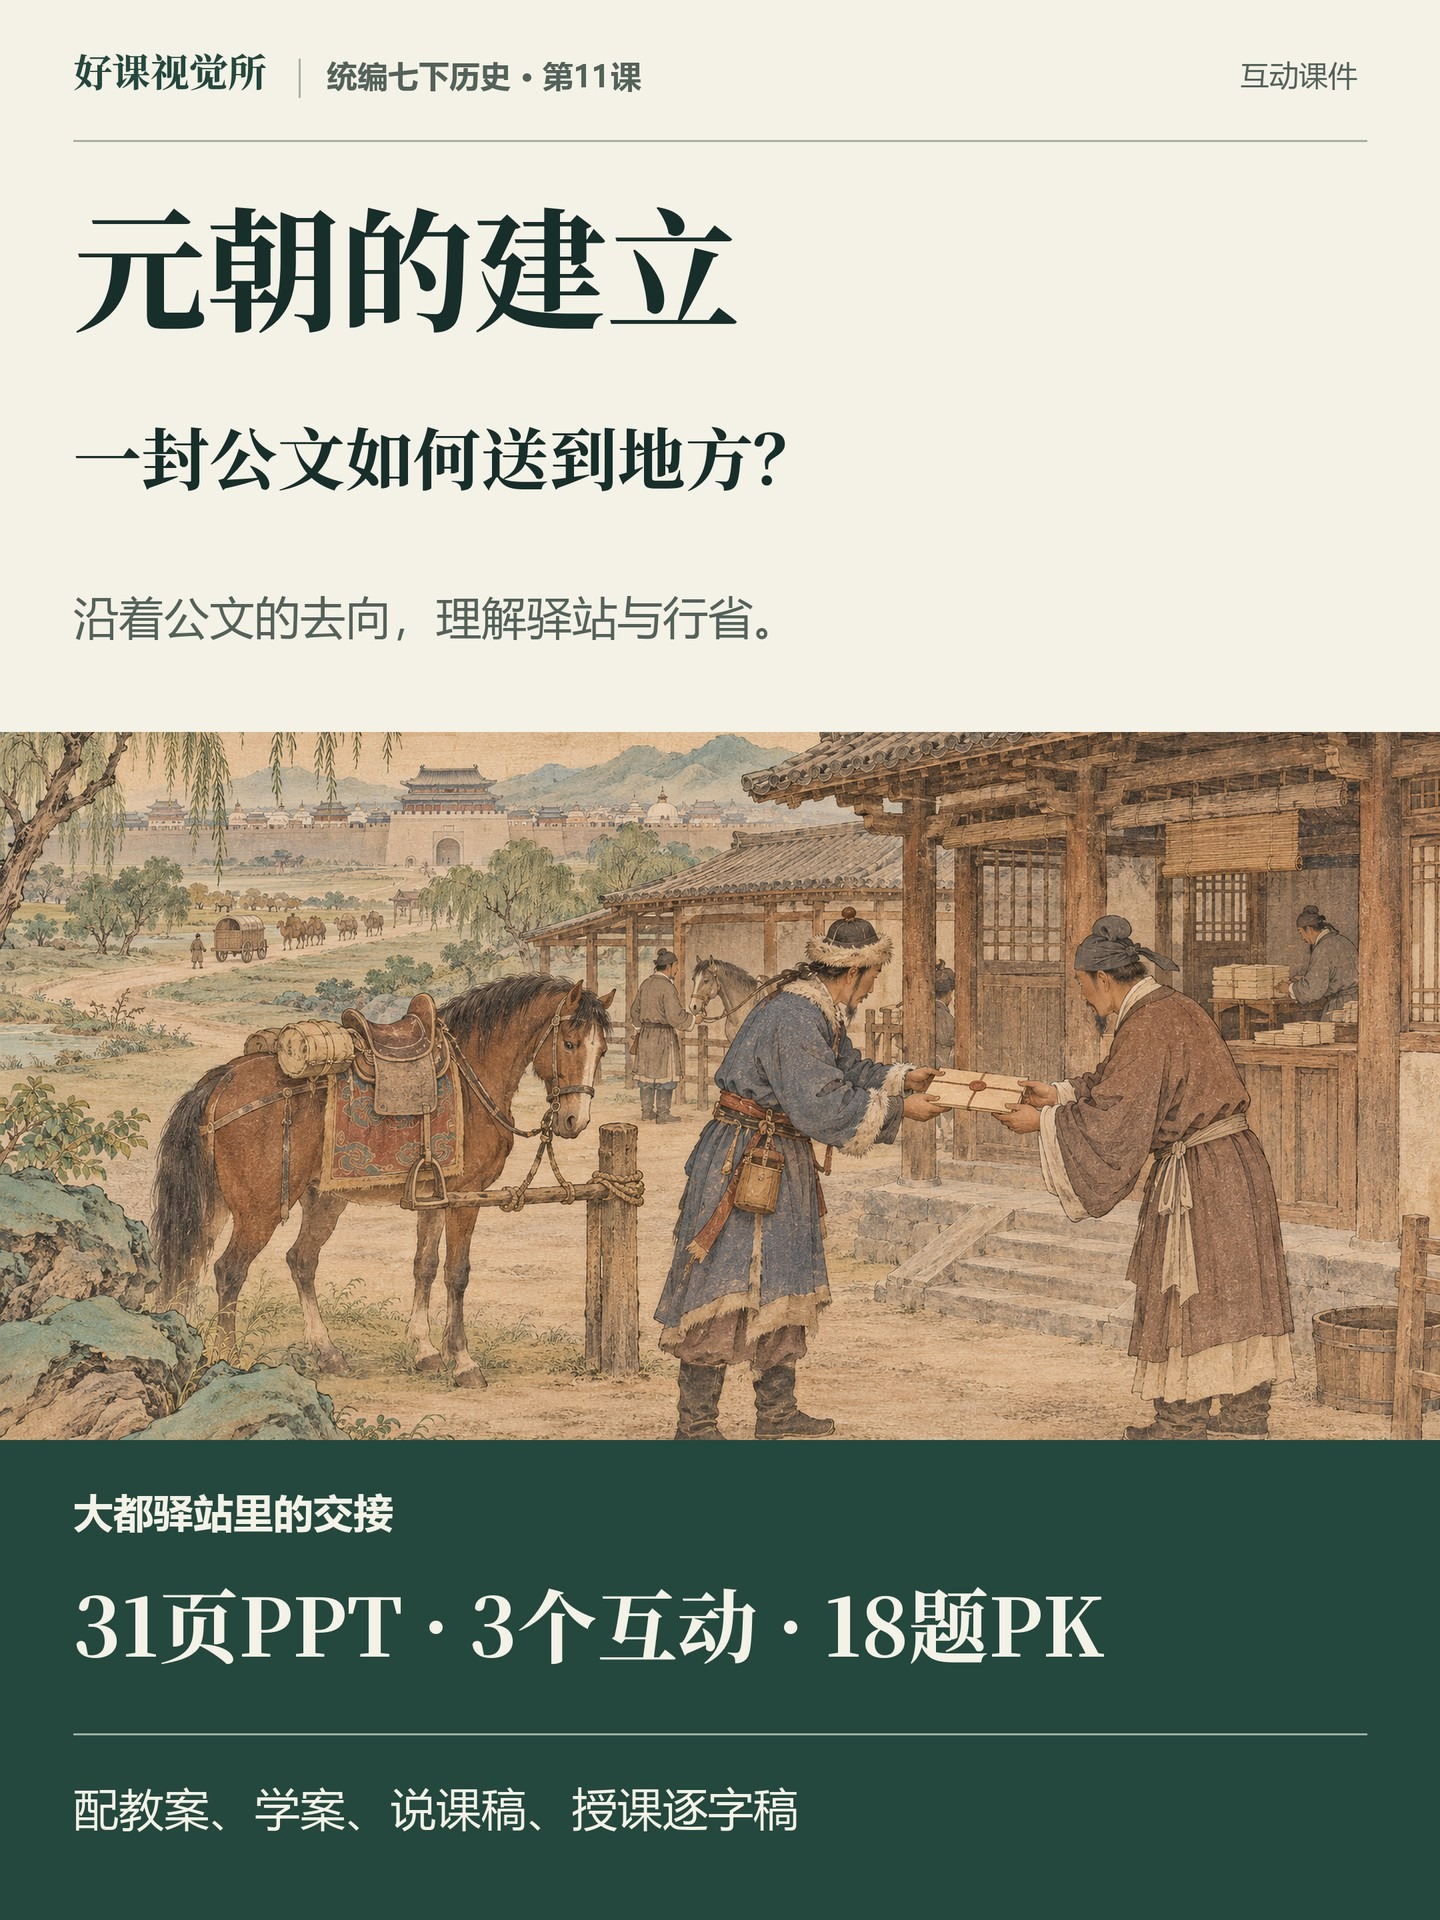 好课视觉所
统编七下历史·第11课
互动课件
元朝的建立
一封公文如何送到地方？
沿着公文的去向，理解驿站与行省。
大都驿站里的交接
31页PPT·3个互动·18题PK
配教案、学案、说课稿、授课逐字稿